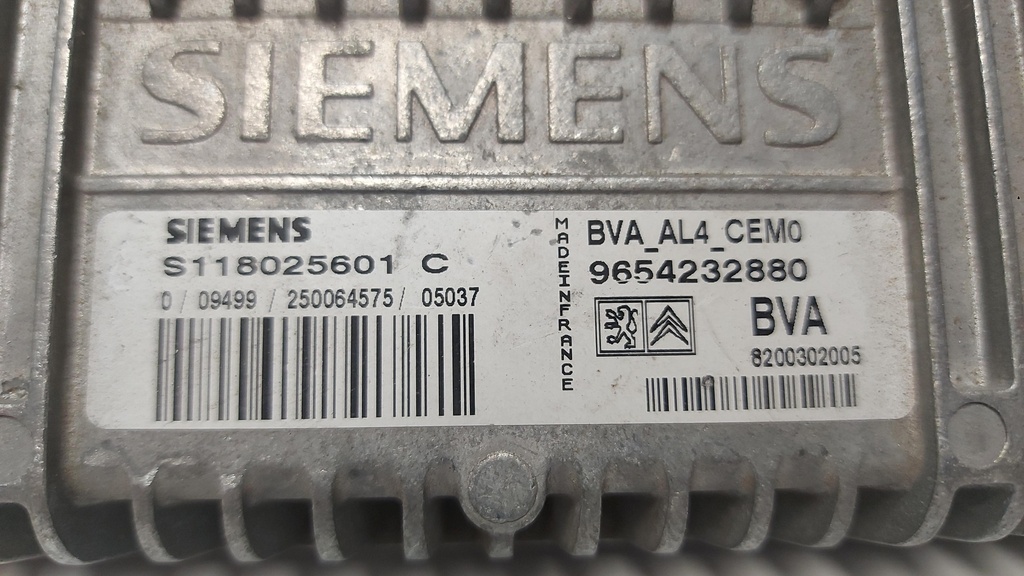 SIEMENS
SIEMENS
S118025601 C
0 / 09499 / 250064575 / 05037
MADEINFRANCE
BVA_AL4_CEM0
9654232880
BVA
8200302005